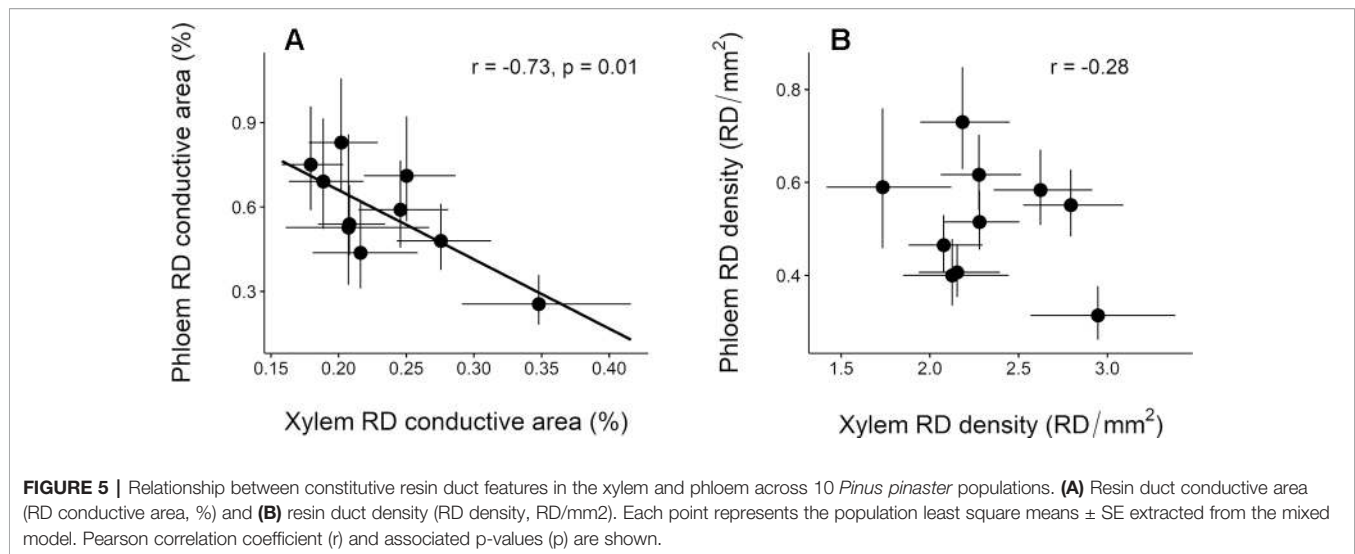 A
r = -0.73, p = 0.01
Phloem RD conductive area (%)
0.9
0.6
0.3
0.15 0.20 0.25 0.30 0.35 0.40
Xylem RD conductive area (%)
B
r = -0.28
Phloem RD density (RD/mm²)
0.8
0.6
0.4
1.5 2.0 2.5 3.0
Xylem RD density (RD/mm²)
FIGURE 5 | Relationship between constitutive resin duct features in the xylem and phloem across 10 Pinus pinaster populations. (A) Resin duct conductive area
(RD conductive area, %) and (B) resin duct density (RD density, RD/mm2). Each point represents the population least square means ± SE extracted from the mixed
model. Pearson correlation coefficient (r) and associated p-values (p) are shown.